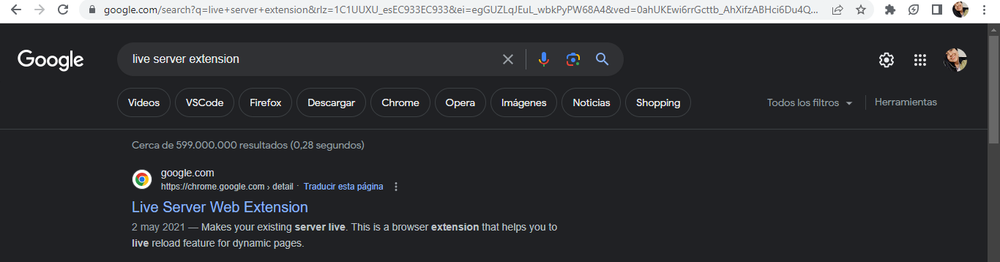 google.com/search?q=live+server+extension&rlz=1C1UUXU_esEC933EC933&ei=egGUZLqJEuL_wbkPyPW68A4&ved=0ahUKEwi6rrGcttb_AhXifzABHci6Du4Q...
Google
live server extension
Videos VSCode Firefox Descargar Chrome Opera Imágenes Noticias Shopping Todos los filtros Herramientas
Cerca de 599.000.000 resultados (0,28 segundos)
google.com
https://chrome.google.com › detail · Traducir esta página
Live Server Web Extension
2 may 2021 — Makes your existing server live. This is a browser extension that helps you to
live reload feature for dynamic pages.